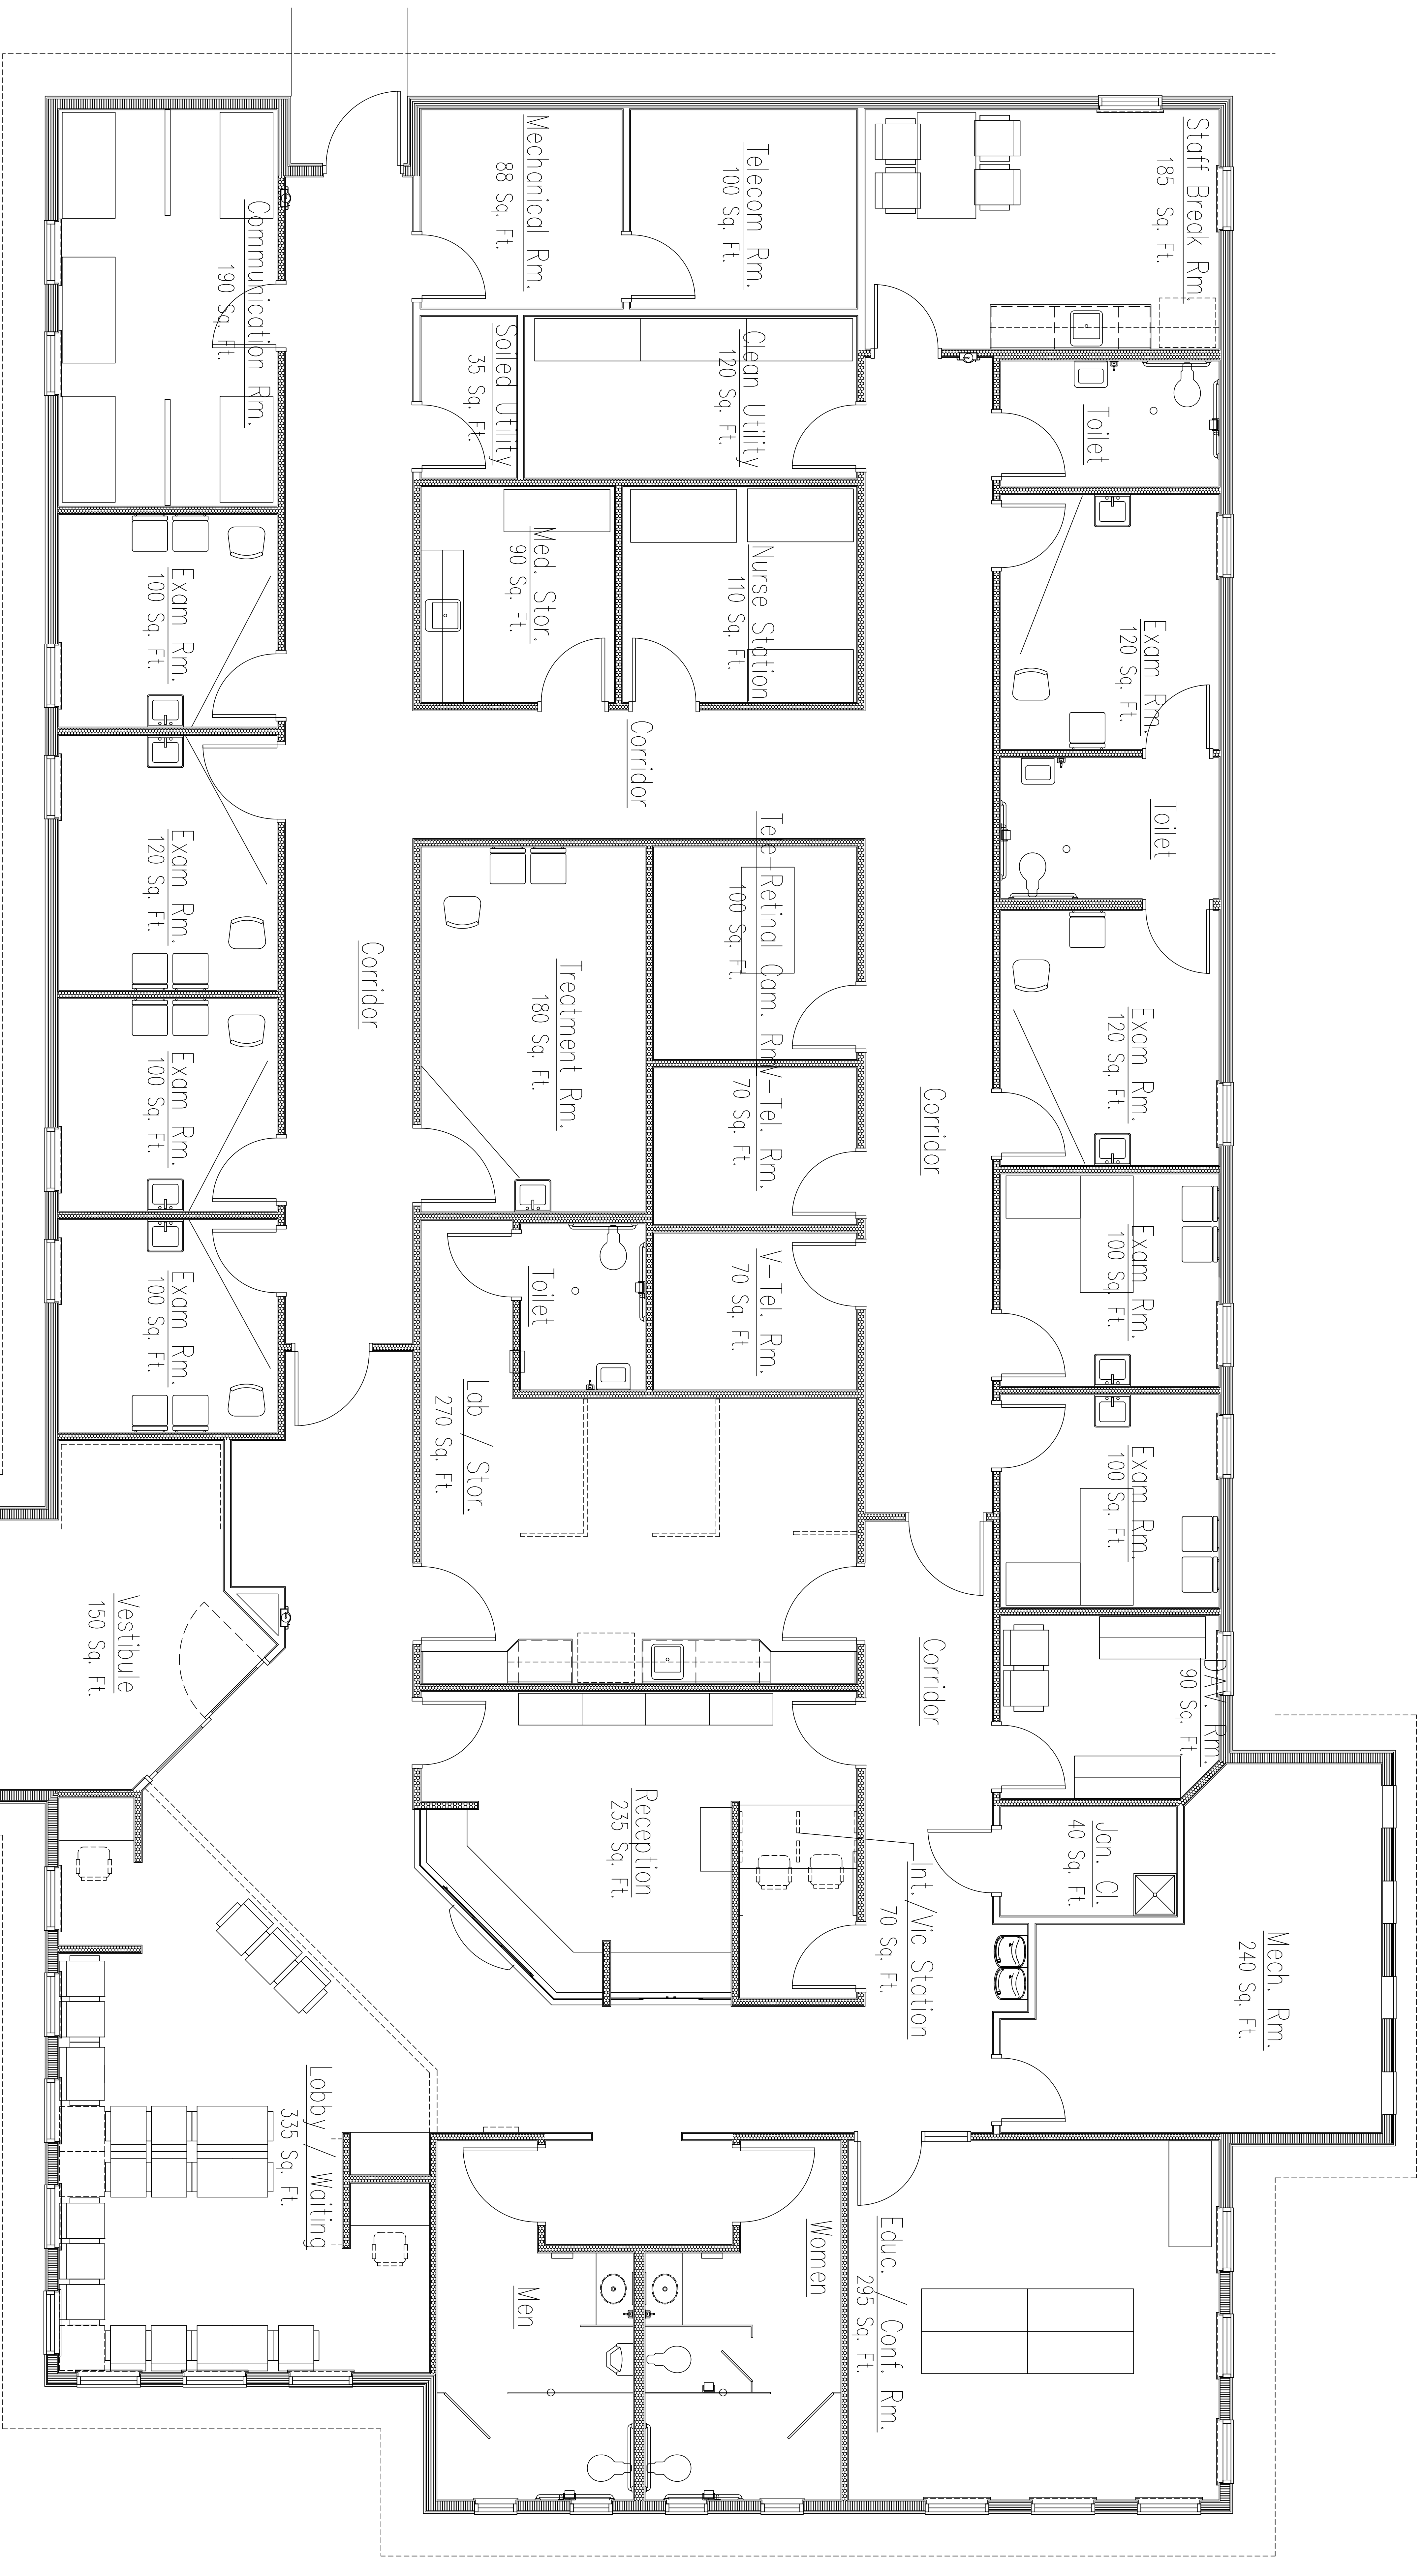 Staff Break Rm.
185 Sq. Ft.
Telecom Rm.
100 Sq. Ft.
Mechanical Rm.
88 Sq. Ft.
Communication Rm.
190 Sq. Ft.
Soiled Utility
35 Sq. Ft.
Clean Utility
120 Sq. Ft.
Toilet
Med. Stor.
90 Sq. Ft.
Nurse Station
110 Sq. Ft.
Exam Rm.
120 Sq. Ft.
Exam Rm.
100 Sq. Ft.
Corridor
Toilet
Exam Rm.
120 Sq. Ft.
Corridor
Treatment Rm.
180 Sq. Ft.
Tele-Retinal Cam. Rm.
100 Sq. Ft.
Exam Rm.
120 Sq. Ft.
Exam Rm.
100 Sq. Ft.
V-Tel. Rm.
70 Sq. Ft.
Corridor
Exam Rm.
100 Sq. Ft.
Exam Rm.
100 Sq. Ft.
Toilet
V-Tel. Rm.
70 Sq. Ft.
Lab / Stor.
270 Sq. Ft.
Exam Rm.
100 Sq. Ft.
Vestibule
150 Sq. Ft.
Corridor
DAV. Rm.
90 Sq. Ft.
Reception
235 Sq. Ft.
Jan. Cl.
40 Sq. Ft.
Int./Vic Station
70 Sq. Ft.
Mech. Rm.
240 Sq. Ft.
Lobby / Waiting
335 Sq. Ft.
Men
Women
Educ. / Conf. Rm.
295 Sq. Ft.